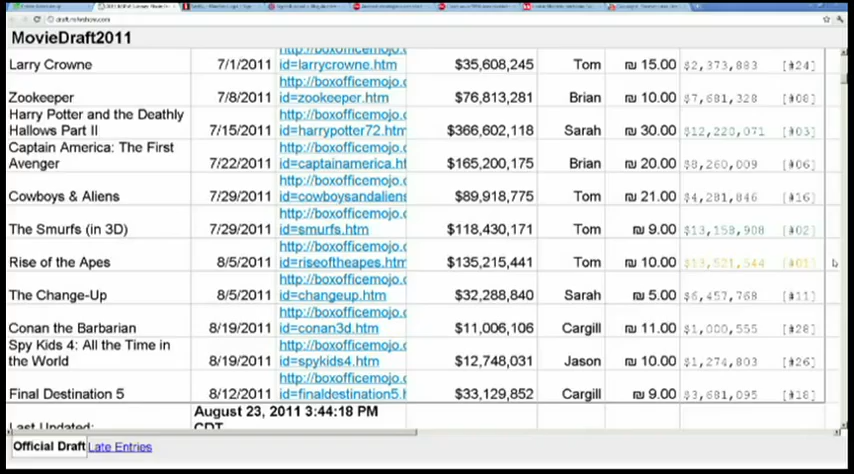 draft.nsfwshow.com
MovieDraft2011
Larry Crowne 7/1/2011 http://boxofficemojo.c id=larrycrowne.htm $35,608,245 Tom ₪ 15.00 $2,373,883 [#24]
Zookeeper 7/8/2011 http://boxofficemojo.c id=zookeeper.htm $76,813,281 Brian ₪ 10.00 $7,681,328 [#08]
Harry Potter and the Deathly
Hallows Part II 7/15/2011 http://boxofficemojo.c id=harrypotter72.htm $366,602,118 Sarah ₪ 30.00 $12,220,071 [#03]
Captain America: The First
Avenger 7/22/2011 http://boxofficemojo.c id=captainamerica.ht $165,200,175 Brian ₪ 20.00 $8,260,009 [#06]
Cowboys & Aliens 7/29/2011 http://boxofficemojo.c id=cowboysandaliens $89,918,775 Tom ₪ 21.00 $4,281,846 [#16]
The Smurfs (in 3D) 7/29/2011 http://boxofficemojo.c id=smurfs.htm $118,430,171 Tom ₪ 9.00 $13,158,908 [#02]
Rise of the Apes 8/5/2011 http://boxofficemojo.c id=riseoftheapes.htm $135,215,441 Tom ₪ 10.00 $13,521,544 [#01]
The Change-Up 8/5/2011 http://boxofficemojo.c id=changeup.htm $32,288,840 Sarah ₪ 5.00 $6,457,768 [#11]
Conan the Barbarian 8/19/2011 http://boxofficemojo.c id=conan3d.htm $11,006,106 Cargill ₪ 11.00 $1,000,555 [#28]
Spy Kids 4: All the Time in
the World 8/19/2011 http://boxofficemojo.c id=spykids4.htm $12,748,031 Jason ₪ 10.00 $1,274,803 [#26]
Final Destination 5 8/12/2011 http://boxofficemojo.c id=finaldestination5.h $33,129,852 Cargill ₪ 9.00 $3,681,095 [#18]
August 23, 2011 3:44:18 PM
Last Updated: CDT
Official Draft Late Entries